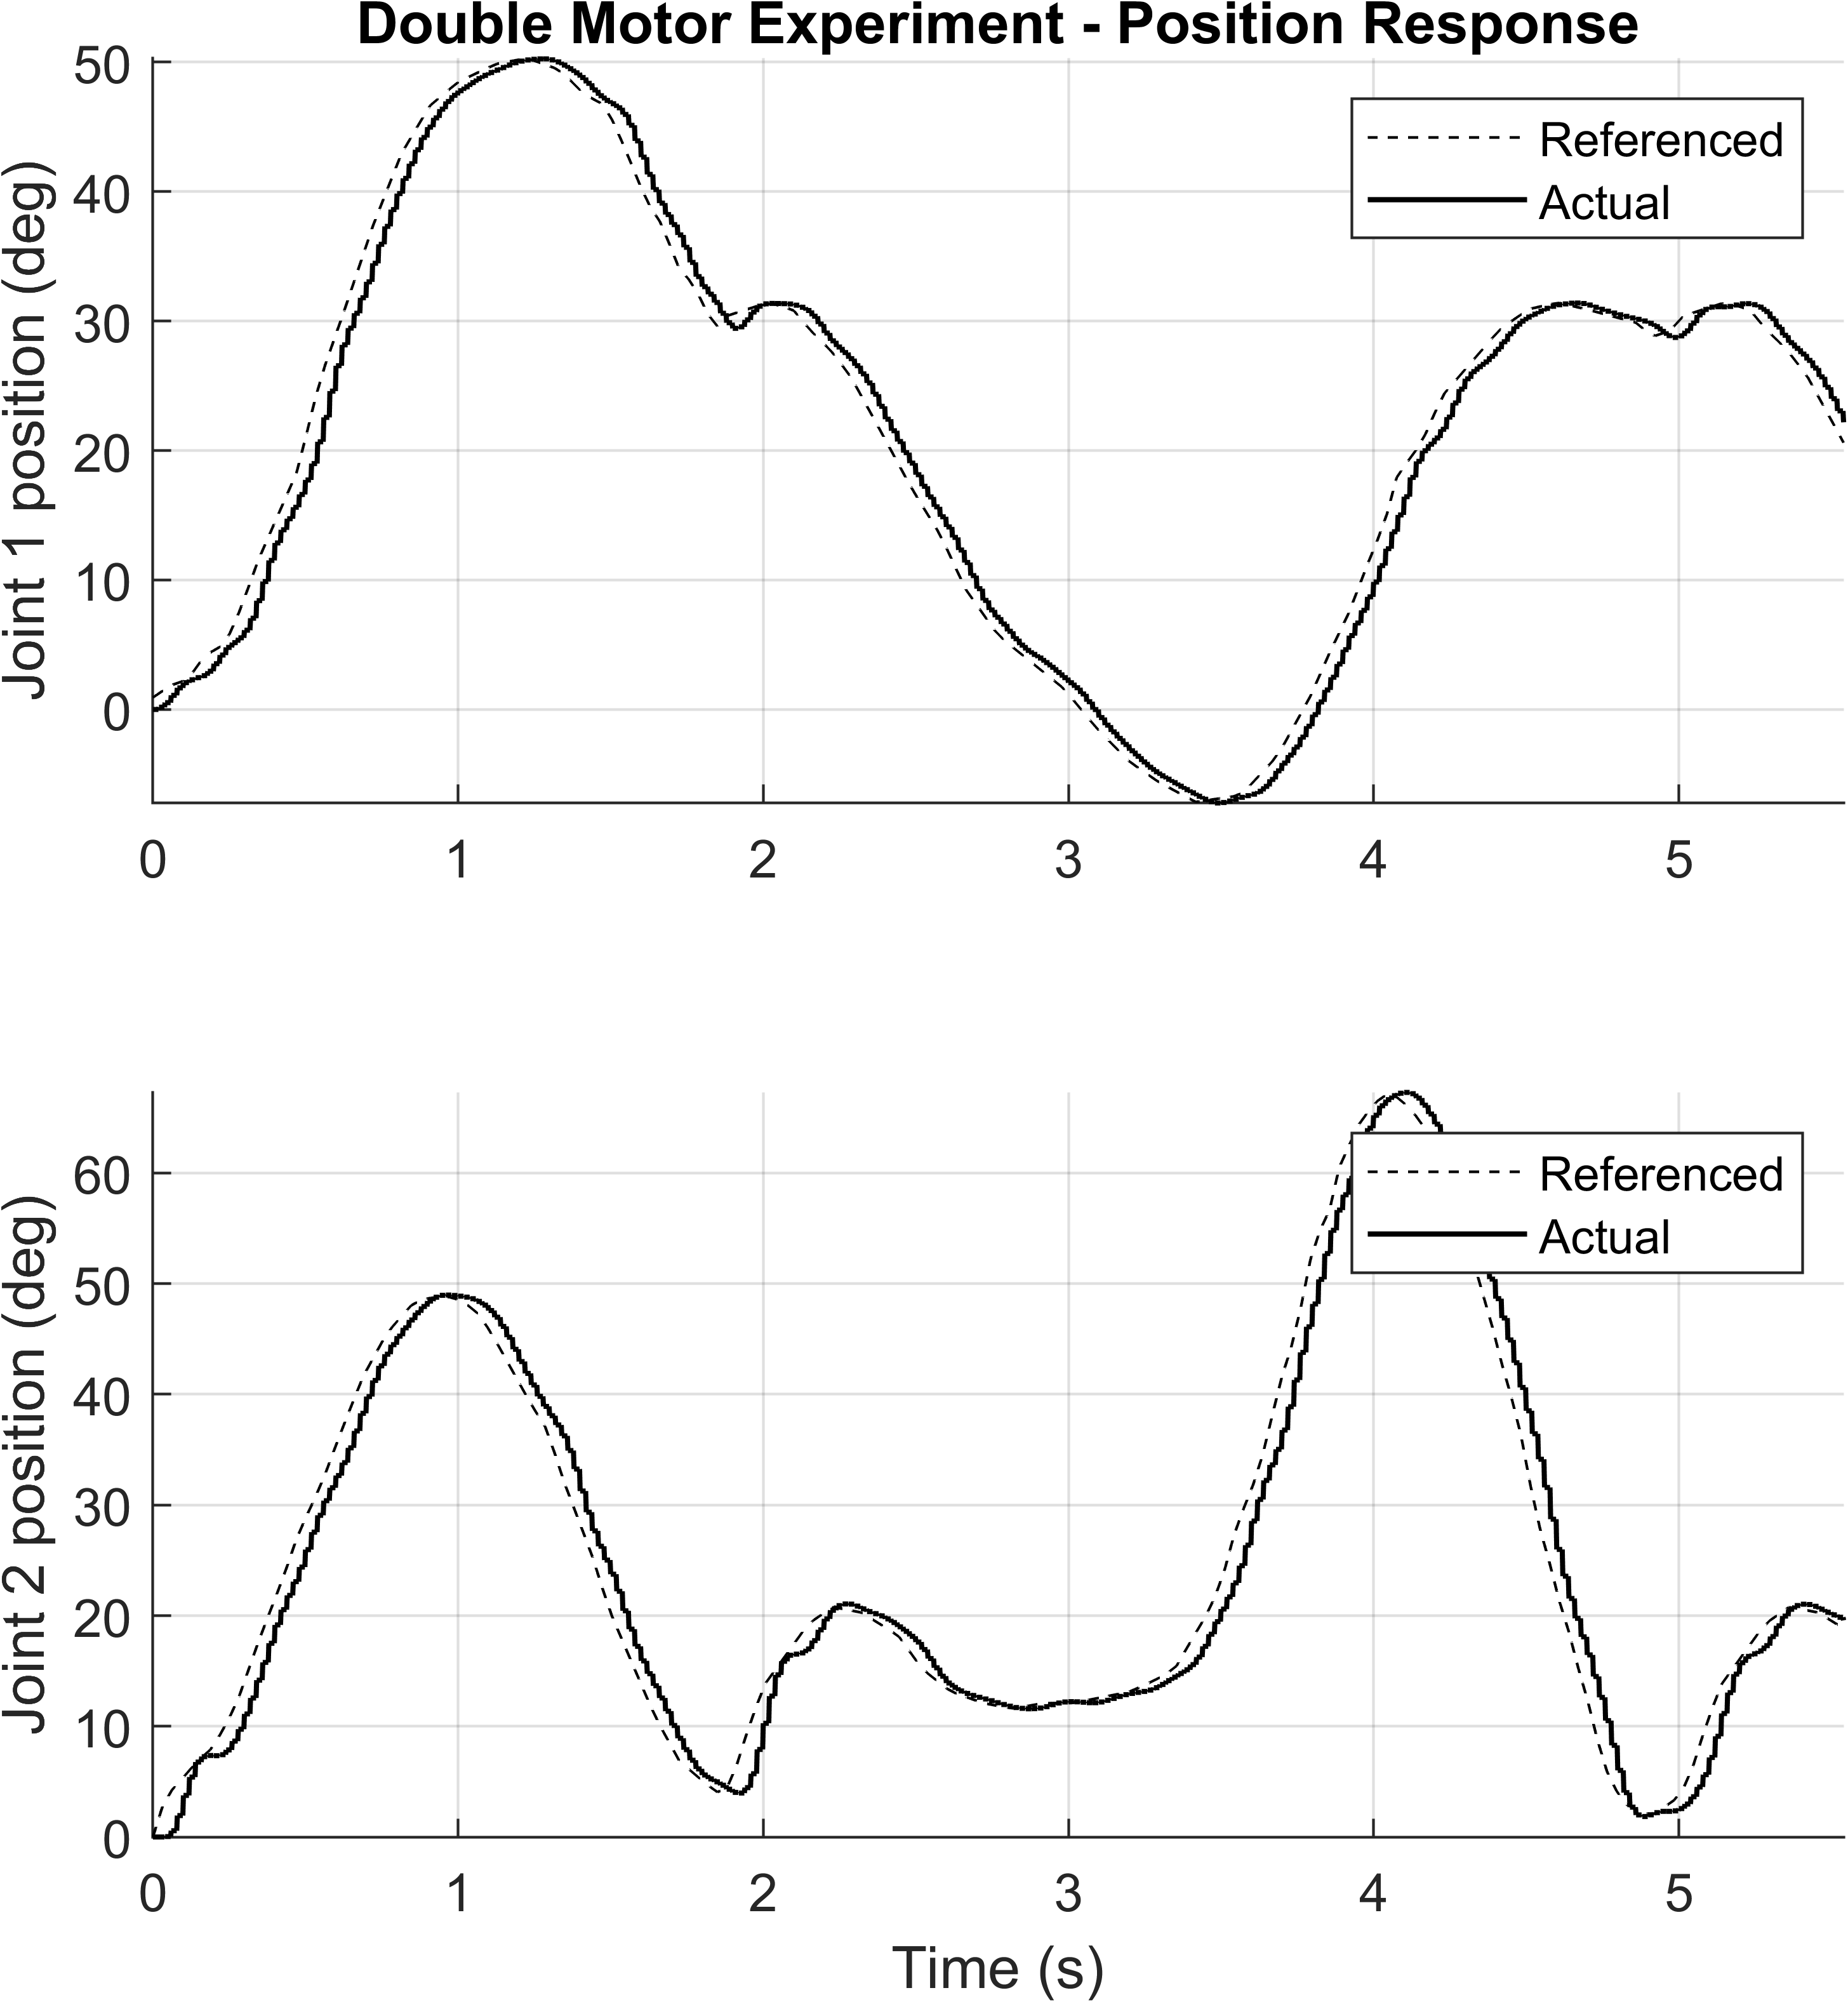 Double Motor Experiment - Position Response
Joint 1 position (deg)
50
40
30
20
10
0
Referenced
Actual
0 1 2 3 4 5
Joint 2 position (deg)
60
50
40
30
20
10
0
Referenced
Actual
0 1 2 3 4 5
Time (s)